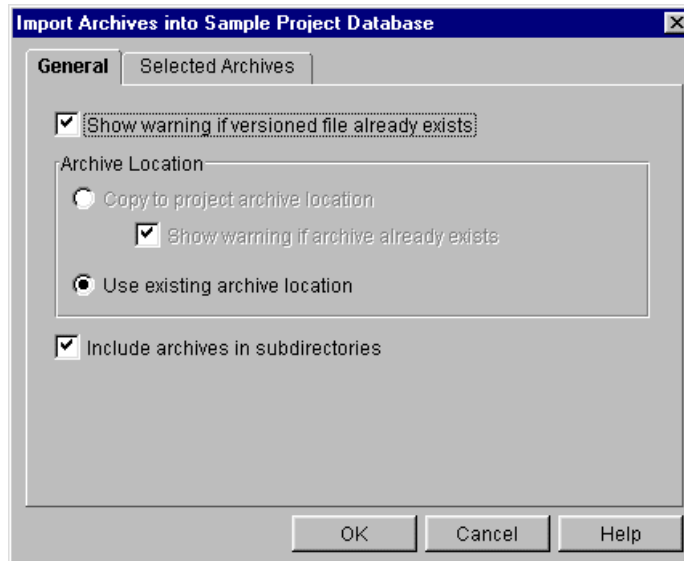 Import Archives into Sample Project Database
General Selected Archives
Show warning if versioned file already exists
Archive Location
Copy to project archive location
Show warning if archive already exists
Use existing archive location
Include archives in subdirectories
OK Cancel Help